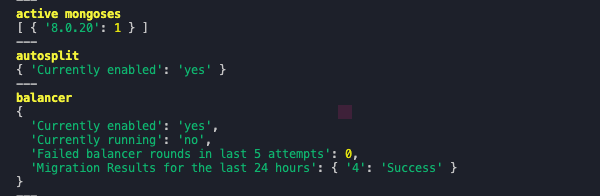 ---
active mongoses
[ { '8.0.20': 1 } ]
---
autosplit
{ 'Currently enabled': 'yes' }
---
balancer
{
  'Currently enabled': 'yes',
  'Currently running': 'no',
  'Failed balancer rounds in last 5 attempts': 0,
  'Migration Results for the last 24 hours': { '4': 'Success' }
}
---